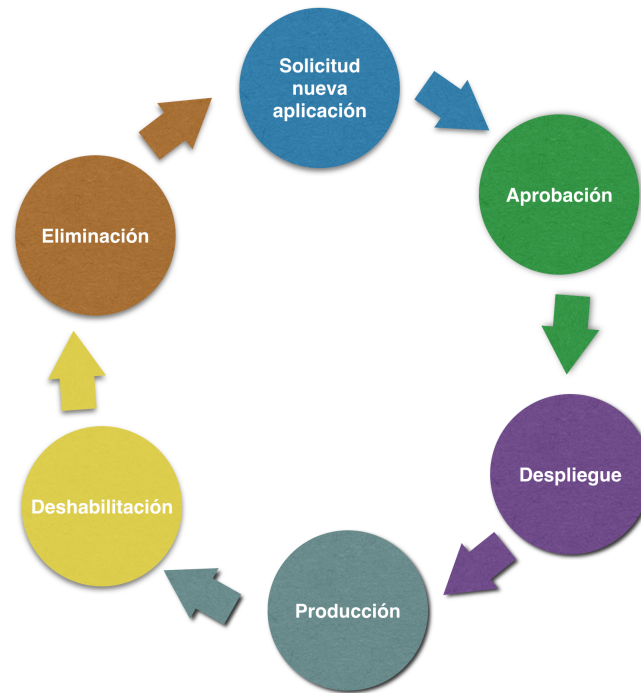 Solicitud
nueva
aplicación
Aprobación
Despliegue
Producción
Deshabilitación
Eliminación